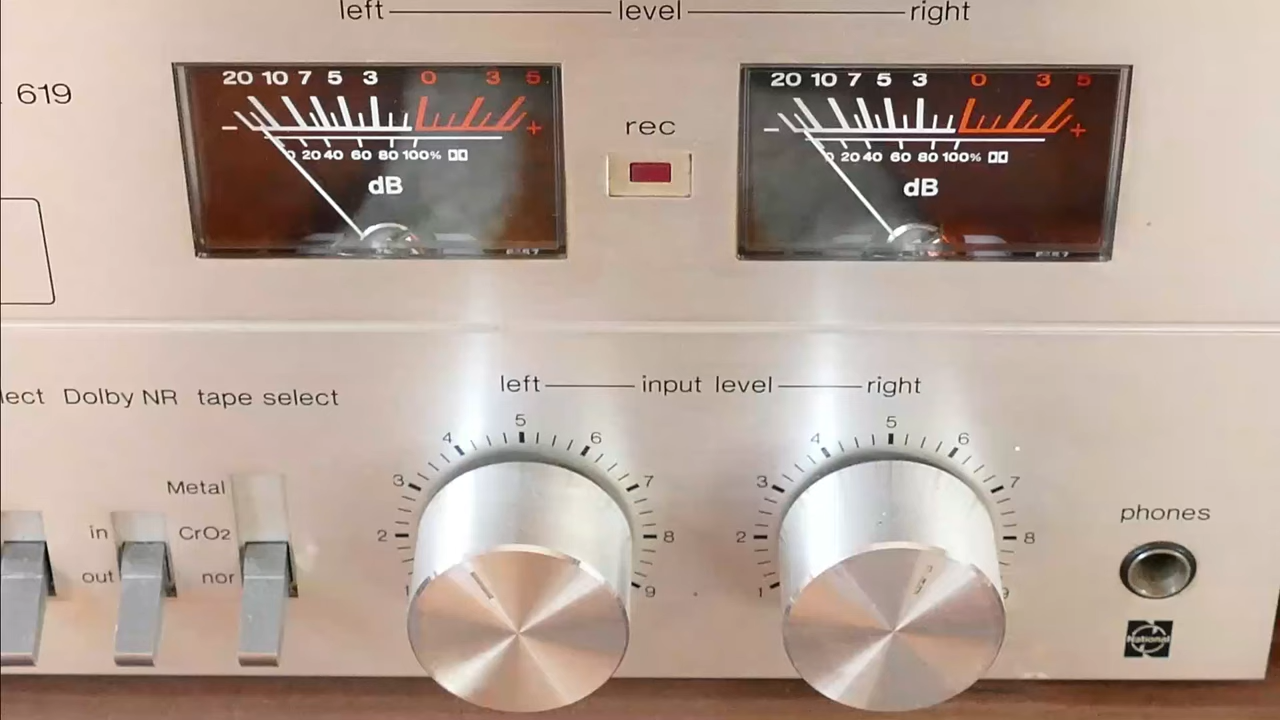 left level right
619
20 10 7 5 3 0 3 5
- +
0 20 40 60 80 100%
dB
rec
20 10 7 5 3 0 3 5
- +
20 40 60 80 100%
dB
left input level right
lect Dolby NR tape select
Metal
in CrO2
out nor
1 2 3 4 5 6 7 8 9
1 2 3 4 5 6 7 8 9
phones
National